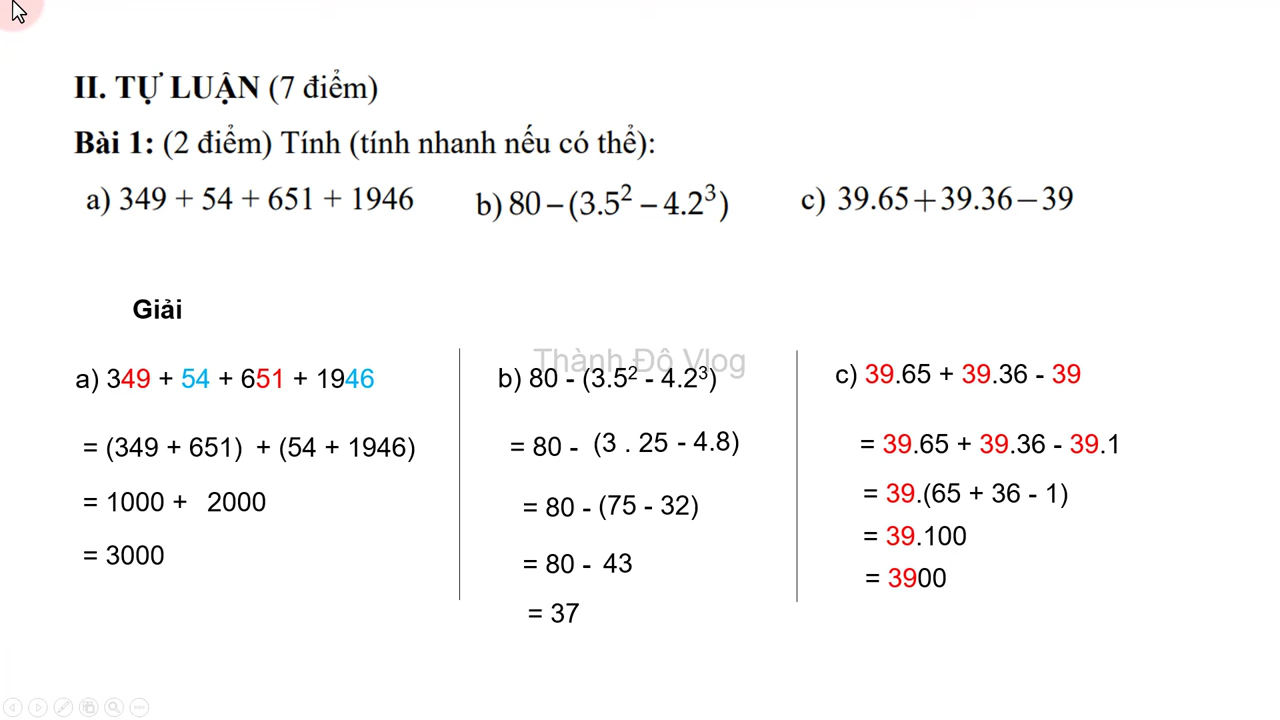 II. TỰ LUẬN (7 điểm)
Bài 1: (2 điểm) Tính (tính nhanh nếu có thể):
a) 349 + 54 + 651 + 1946
b) 80 – (3.5² – 4.2³)
c) 39.65 + 39.36 – 39
Giải
Thành Đô Vlog
a) 349 + 54 + 651 + 1946
= (349 + 651) + (54 + 1946)
= 1000 + 2000
= 3000
b) 80 - (3.5² - 4.2³)
= 80 - (3 . 25 - 4.8)
= 80 - (75 - 32)
= 80 - 43
= 37
c) 39.65 + 39.36 - 39
= 39.65 + 39.36 - 39.1
= 39.(65 + 36 - 1)
= 39.100
= 3900